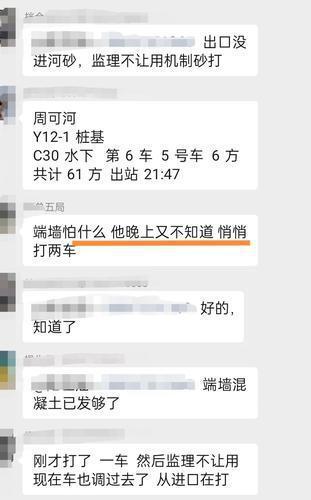 出口没
进河砂，监理不让用机制砂打
周可河
Y12-1 桩基
C30 水下 第 6 车 5 号车 6 方
共计 61 方 出站 21:47
五局
端墙怕什么 他晚上又不知道 悄悄
打两车
好的，
知道了
端墙混
凝土已发够了
刚才打了 一车 然后监理不让用
现在车也调过去了 从进口在打